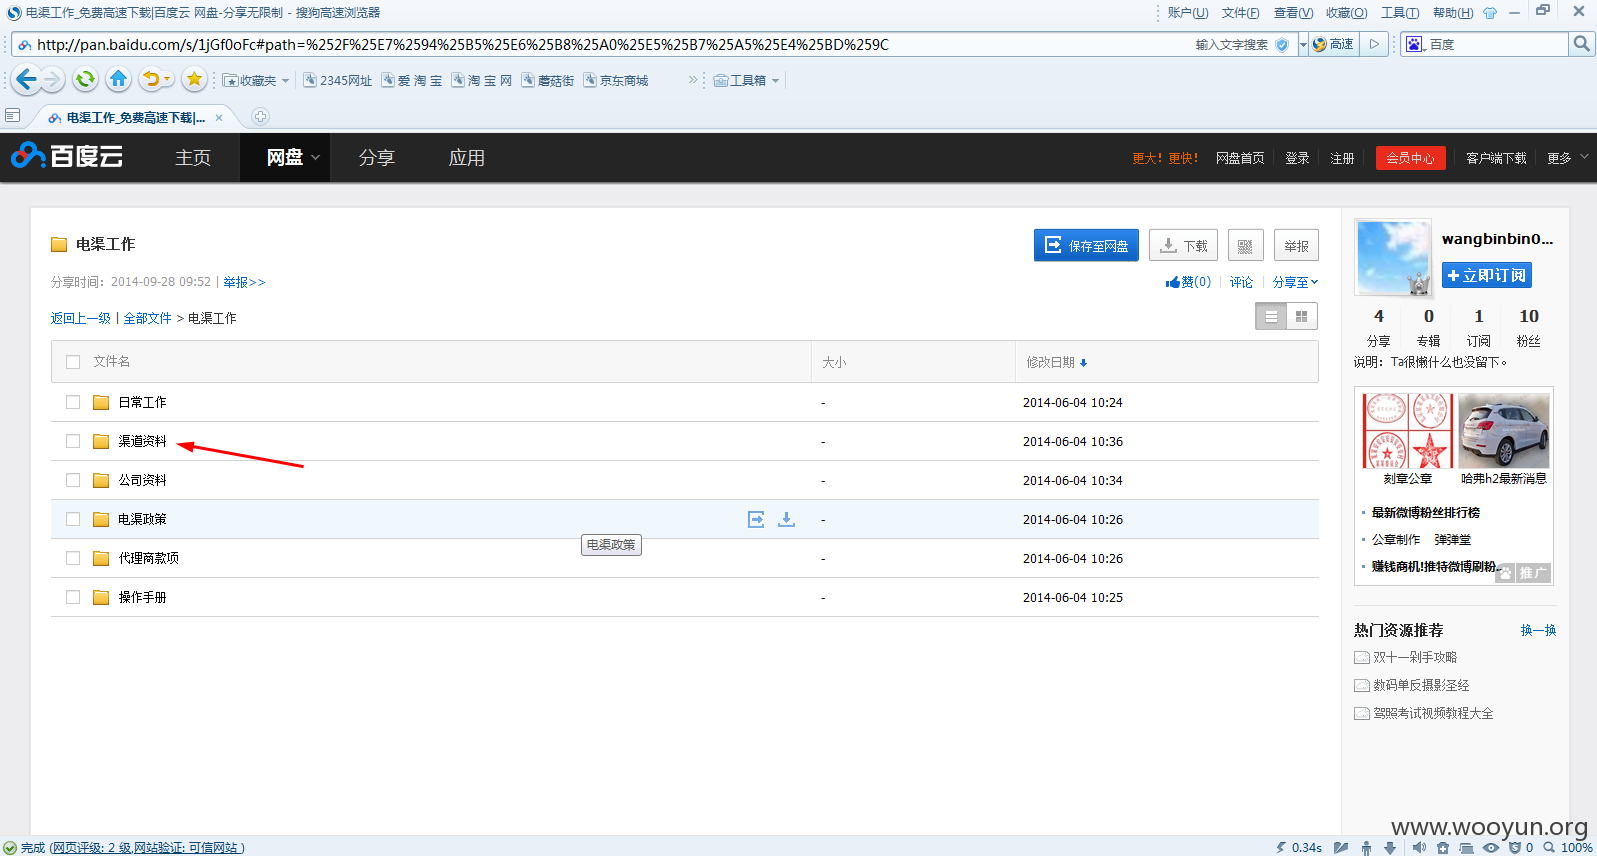 电渠工作_免费高速下载|百度云 网盘-分享无限制 - 搜狗高速浏览器
账户(U) 文件(F) 查看(V) 收藏(O) 工具(T) 帮助(H)
http://pan.baidu.com/s/1jGf0oFc#path=%252F%25E7%2594%25B5%25E6%25B8%25A0%25E5%25B7%25A5%25E4%25BD%259C 输入文字搜索 高速 百度
收藏夹 2345网址 爱 淘 宝 淘 宝 网 蘑菇街 京东商城 » 工具箱
电渠工作_免费高速下载|... ×
百度云 主页 网盘 分享 应用 更大! 更快! 网盘首页 登录 注册 会员中心 客户端下载 更多
电渠工作 保存至网盘 下载 举报
分享时间: 2014-09-28 09:52 | 举报>> 赞(0) 评论 分享至
返回上一级 | 全部文件 > 电渠工作
文件名 大小 修改日期
日常工作 - 2014-06-04 10:24
渠道资料 - 2014-06-04 10:36
公司资料 - 2014-06-04 10:34
电渠政策 - 2014-06-04 10:26
电渠政策
代理商款项 - 2014-06-04 10:26
操作手册 - 2014-06-04 10:25
wangbinbin0...
+立即订阅
4 0 1 10
分享 专辑 订阅 粉丝
说明: Ta很懒什么也没留下。
刻章公章 哈弗h2最新消息
最新微博粉丝排行榜
公章制作 弹弹堂
赚钱商机!推特微博刷粉...
推广
热门资源推荐 换一换
双十一剁手攻略
数码单反摄影圣经
驾照考试视频教程大全
www.wooyun.org
完成 (网页评级: 2 级,网站验证: 可信网站) 0.34s 0 100%